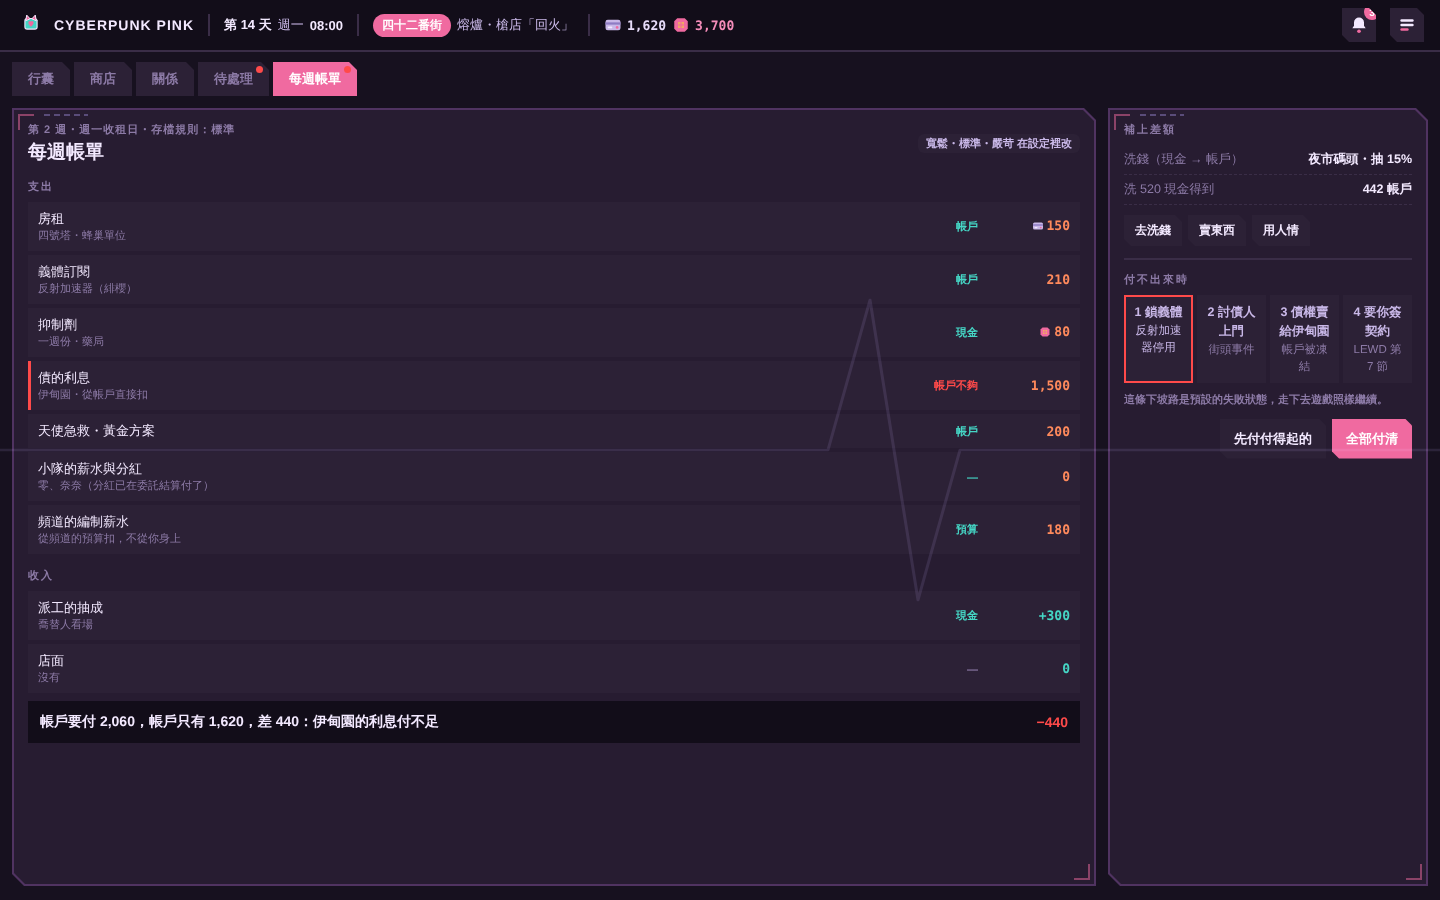 CYBERPUNK PINK 第 14 天 週一 08:00 四十二番街 熔爐・槍店「回火」 1,620 3,700
行囊 商店 關係 待處理 每週帳單
第 2 週・週一收租日・存檔規則：標準
每週帳單
寬鬆・標準・嚴苛 在設定裡改
支出
房租
四號塔・蜂巢單位
帳戶 150
義體訂閱
反射加速器（緋櫻）
帳戶 210
抑制劑
一週份・藥局
現金 80
債的利息
伊甸園・從帳戶直接扣
帳戶不夠 1,500
天使急救・黃金方案 帳戶 200
小隊的薪水與分紅
零、奈奈（分紅已在委託結算付了）
— 0
頻道的編制薪水
從頻道的預算扣，不從你身上
預算 180
收入
派工的抽成
喬替人看場
現金 +300
店面
沒有
— 0
帳戶要付 2,060，帳戶只有 1,620，差 440：伊甸園的利息付不足 −440
補上差額
洗錢（現金 → 帳戶） 夜市碼頭・抽 15%
洗 520 現金得到 442 帳戶
去洗錢 賣東西 用人情
付不出來時
1 鎖義體
反射加速
器停用
2 討債人
上門
街頭事件
3 債權賣
給伊甸園
帳戶被凍
結
4 要你簽
契約
LEWD 第
7 節
這條下坡路是預設的失敗狀態，走下去遊戲照樣繼續。
先付付得起的 全部付清